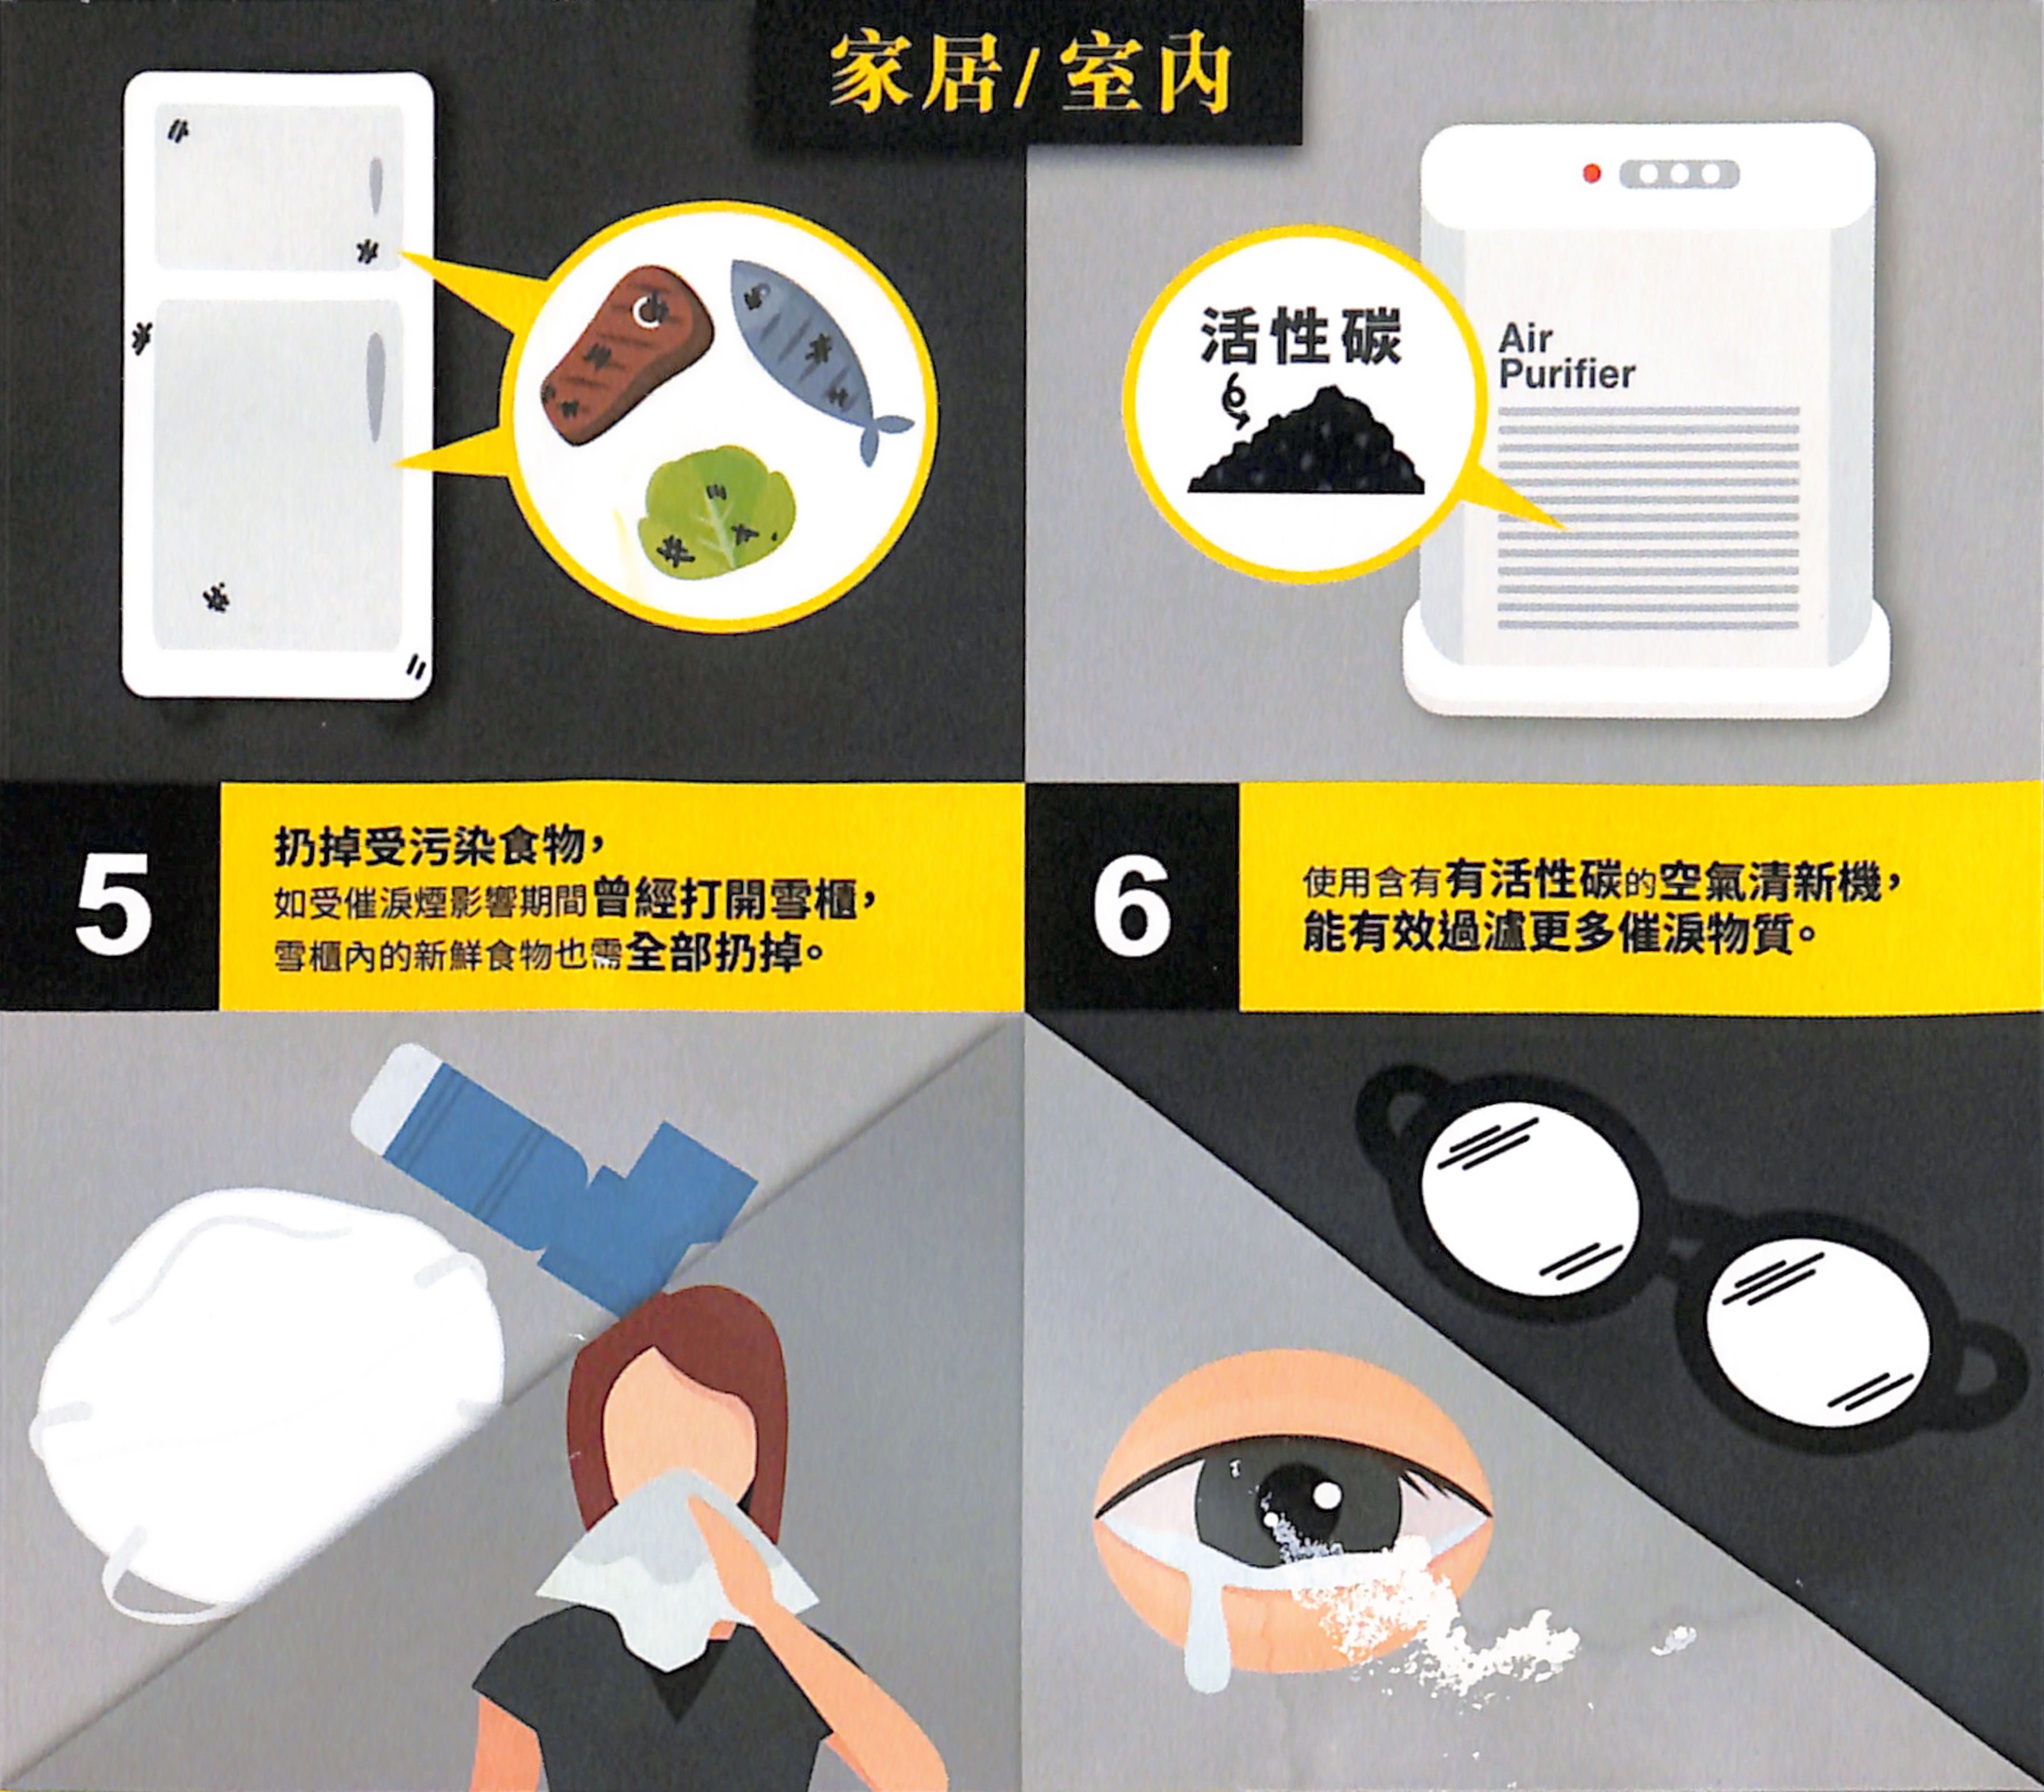 家居/室內
活性碳
Air
Purifier
5
扔掉受污染食物，
如受催淚煙影響期間曾經打開雪櫃，
雪櫃內的新鮮食物也需全部扔掉。
6
使用含有有活性碳的空氣清新機，
能有效過濾更多催淚物質。